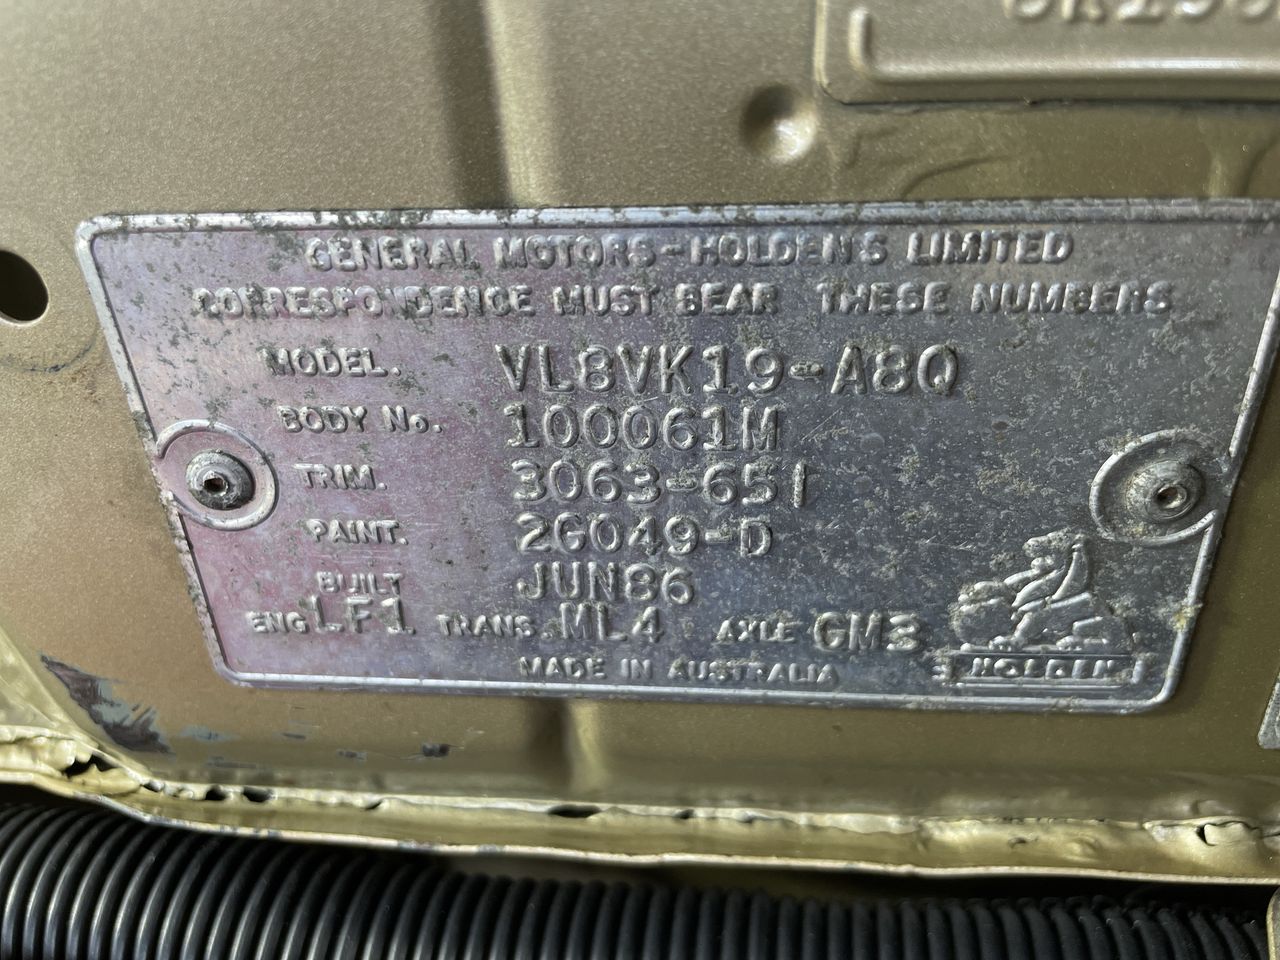 GENERAL MOTORS-HOLDEN'S LIMITED
CORRESPONDENCE MUST BEAR THESE NUMBERS
MODEL. VL8VK19-A8Q
BODY No. 100061M
TRIM. 3063-651
PAINT. 2G049-D
BUILT JUN86
ENG LF1 TRANS. ML4 AXLE GM3
MADE IN AUSTRALIA
HOLDEN